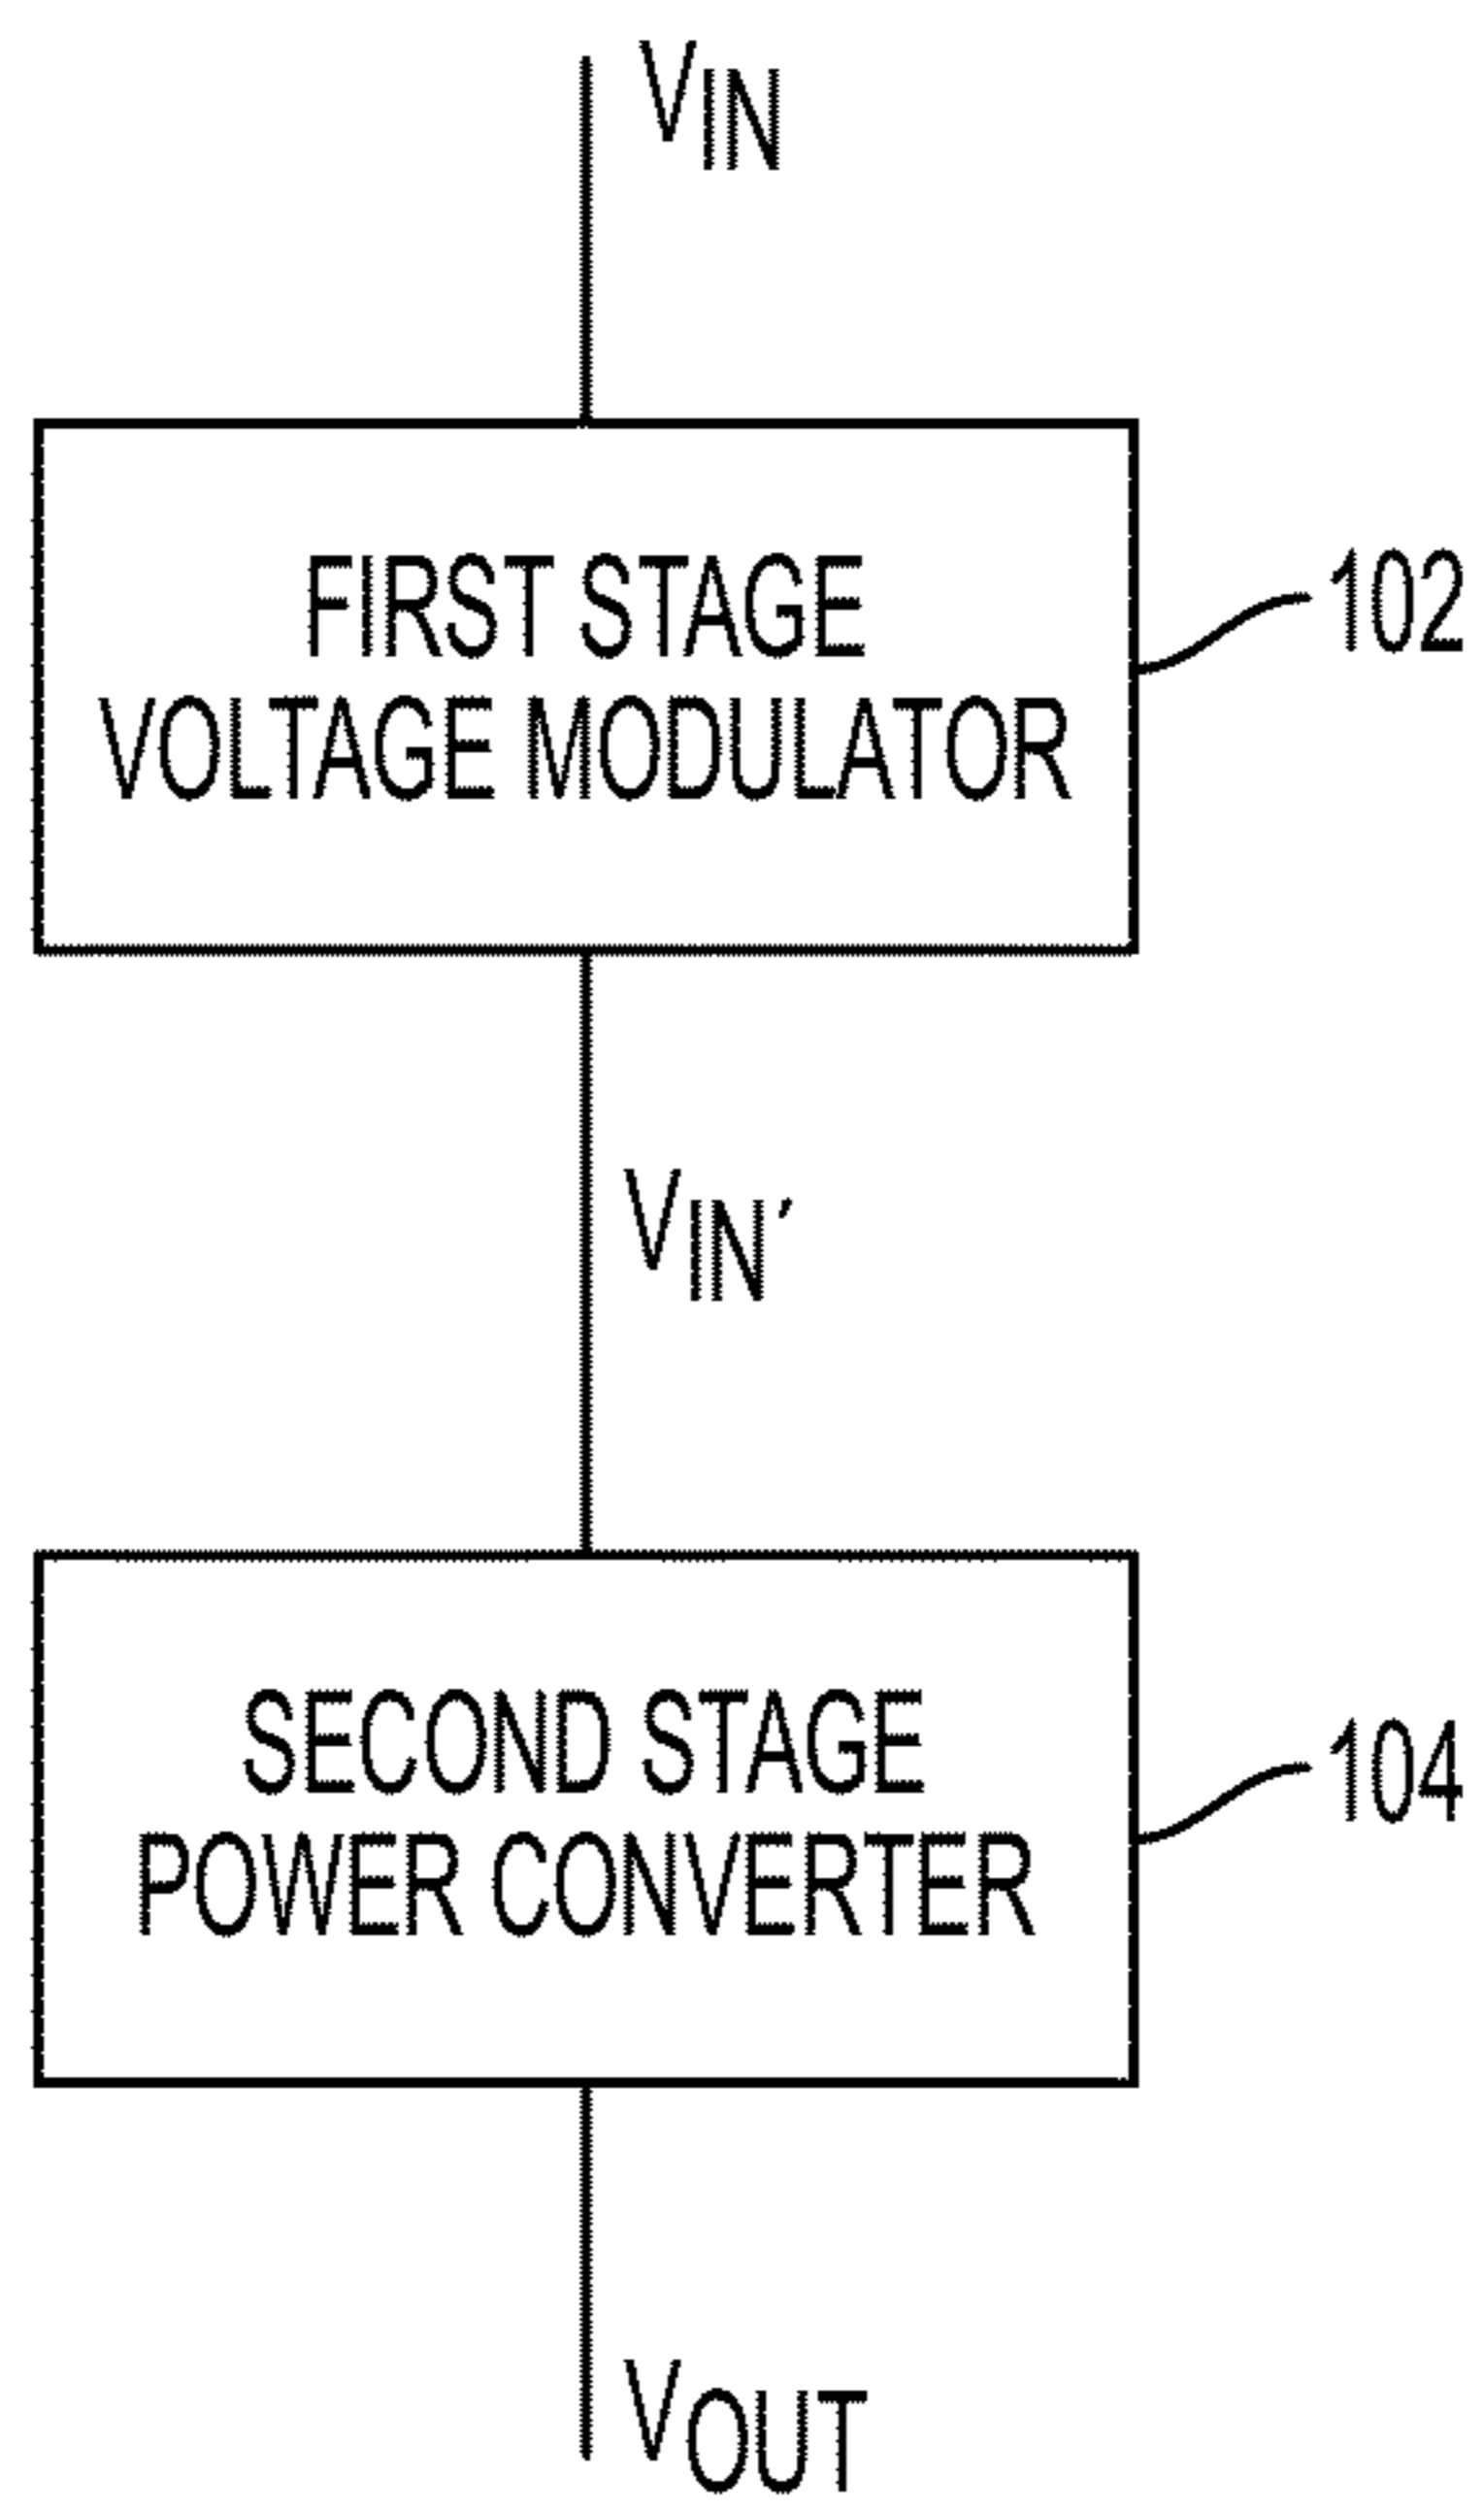 VIN
FIRST STAGE
VOLTAGE MODULATOR
102
VIN'
SECOND STAGE
POWER CONVERTER
104
VOUT